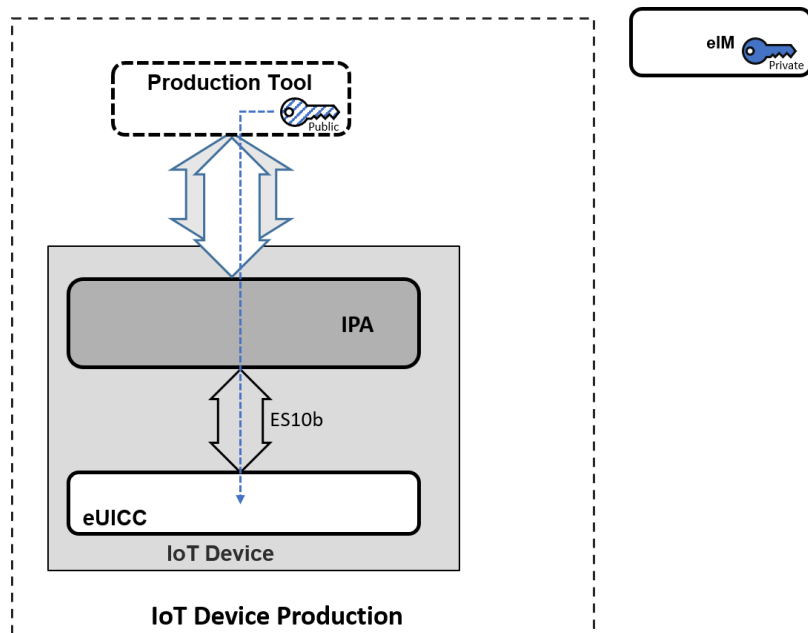 eIM
Private
Production Tool
Public
IPA
ES10b
eUICC
IoT Device
IoT Device Production